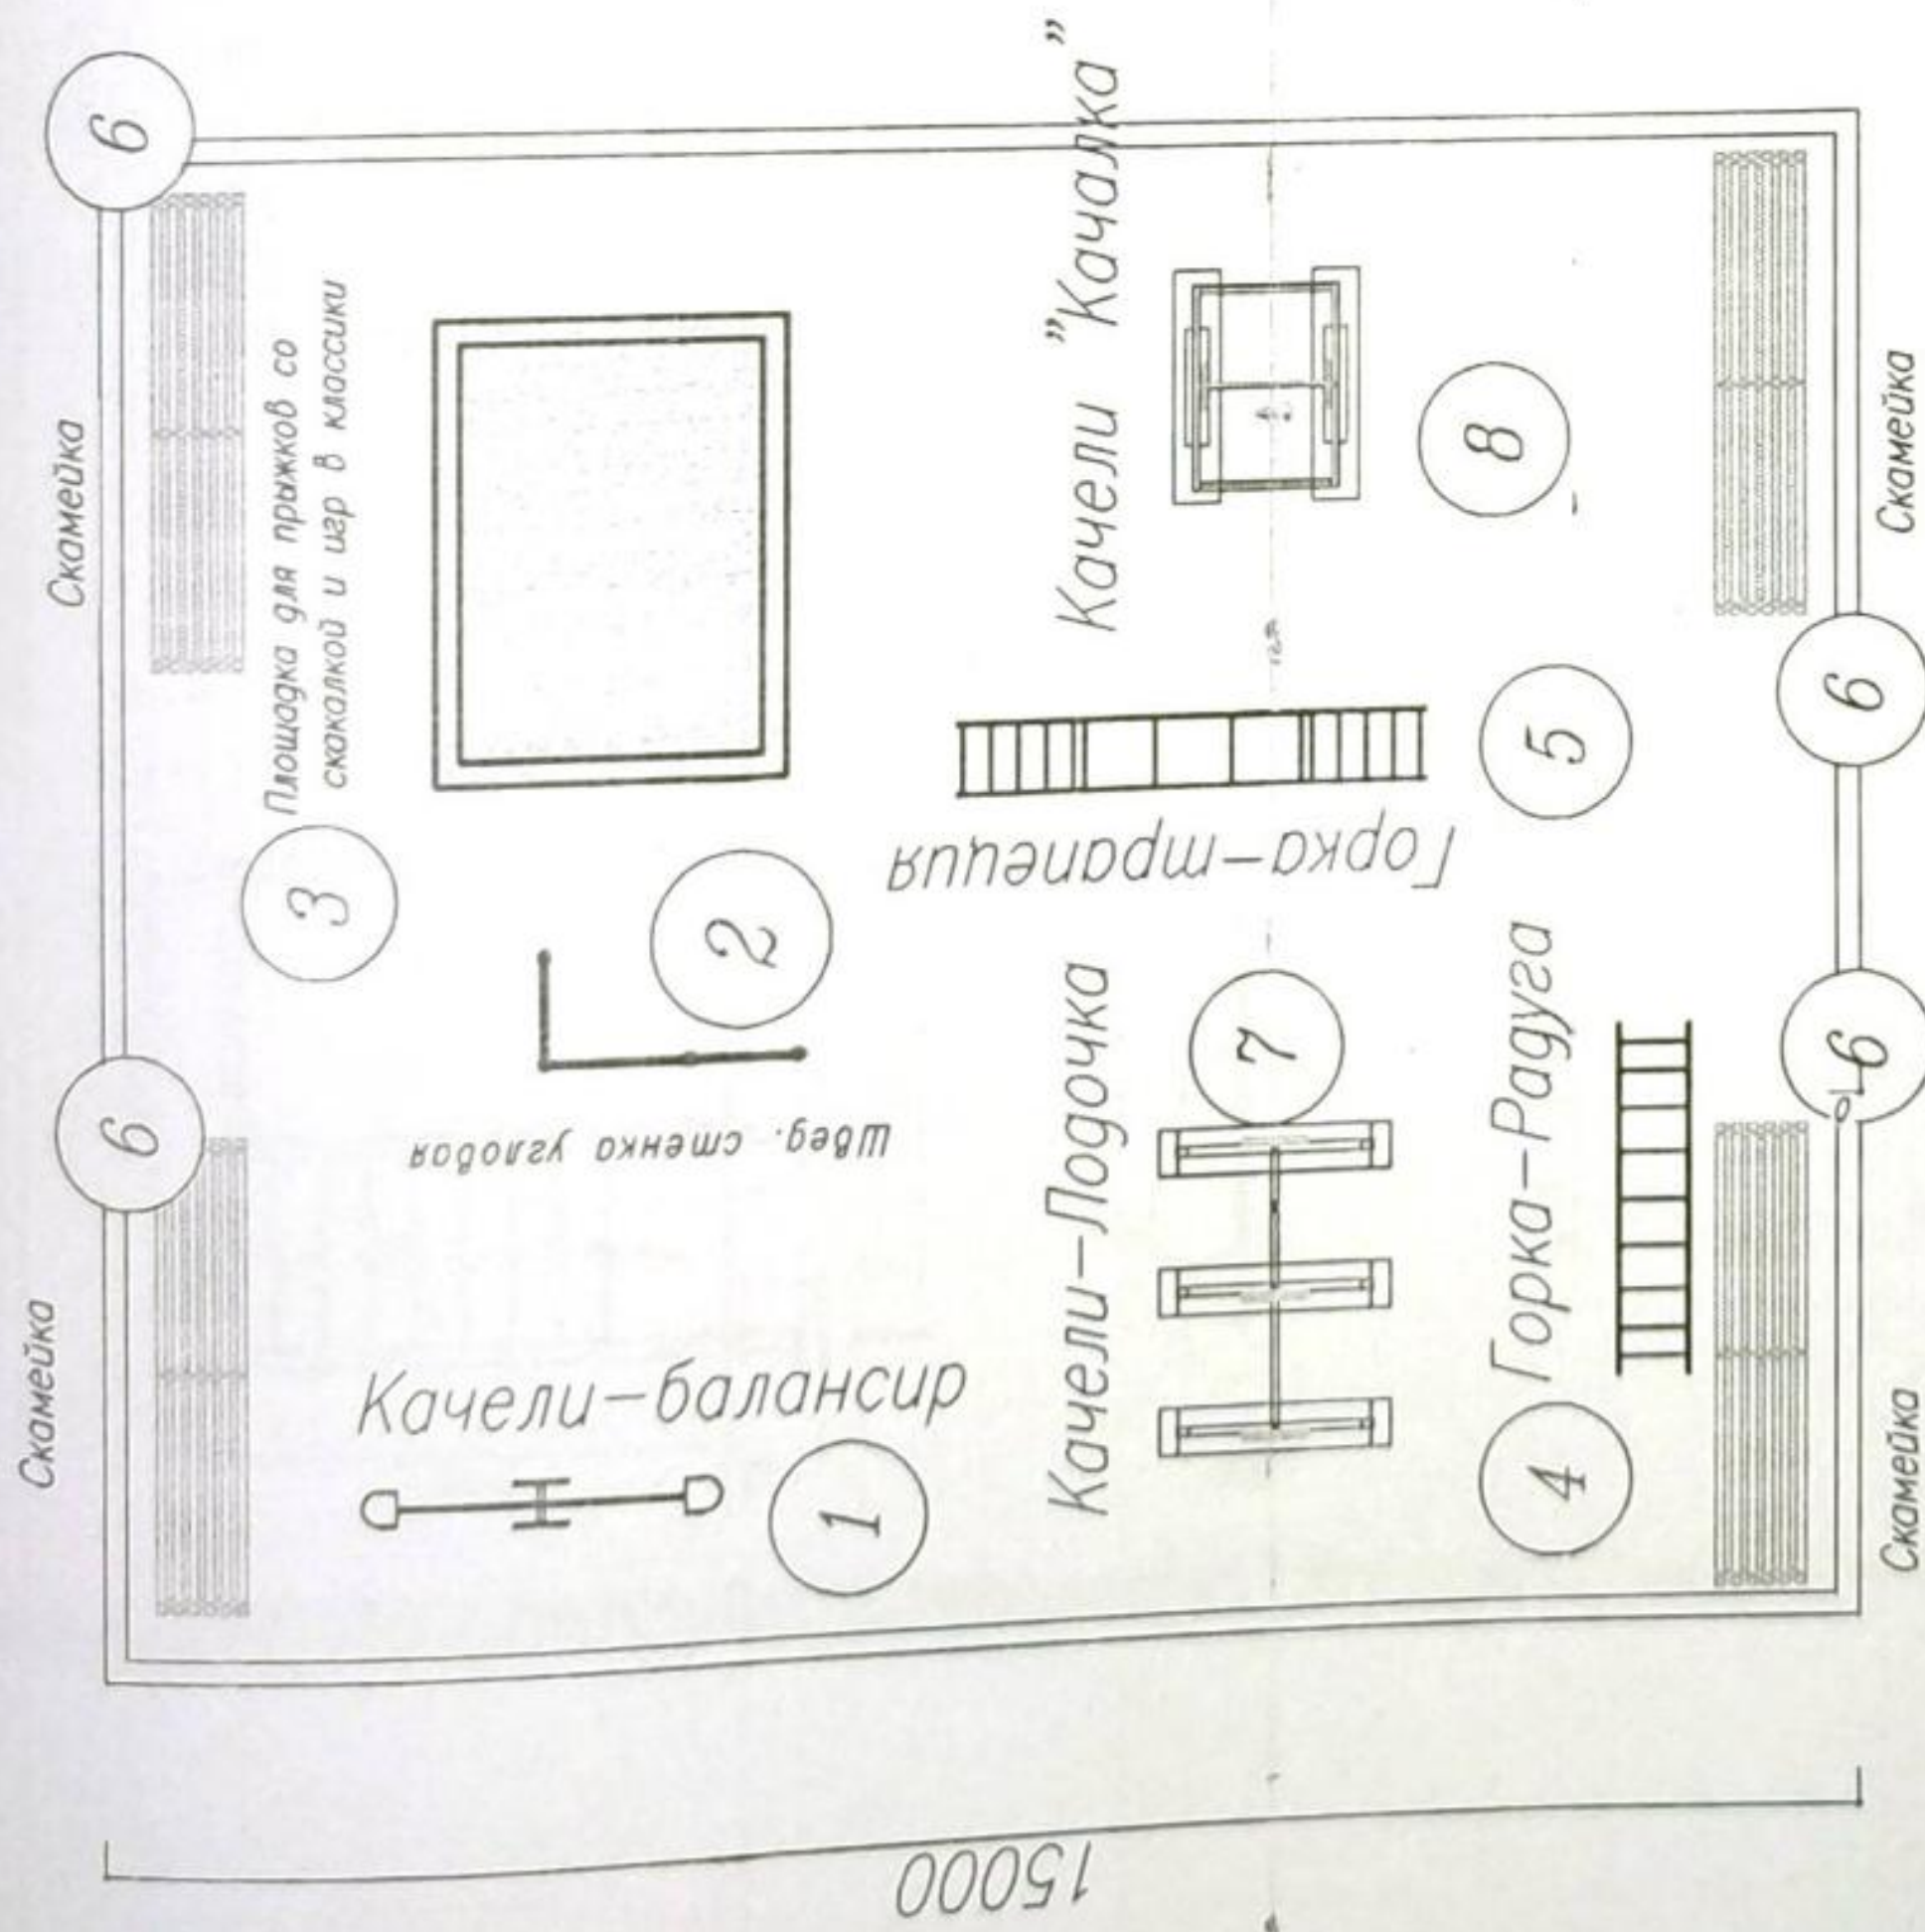 Скамейка
Скамейка
6
6
3
Площадка для прыжков со
скакалкой и игр в классики
Швед. стенка угловая
2
Качели-балансир
1
Качели-Лодочка
7
Горка-трапеция
5
Качели "Качалка"
8
4
Горка-Радуга
6
6
Скамейка
Скамейка
15000